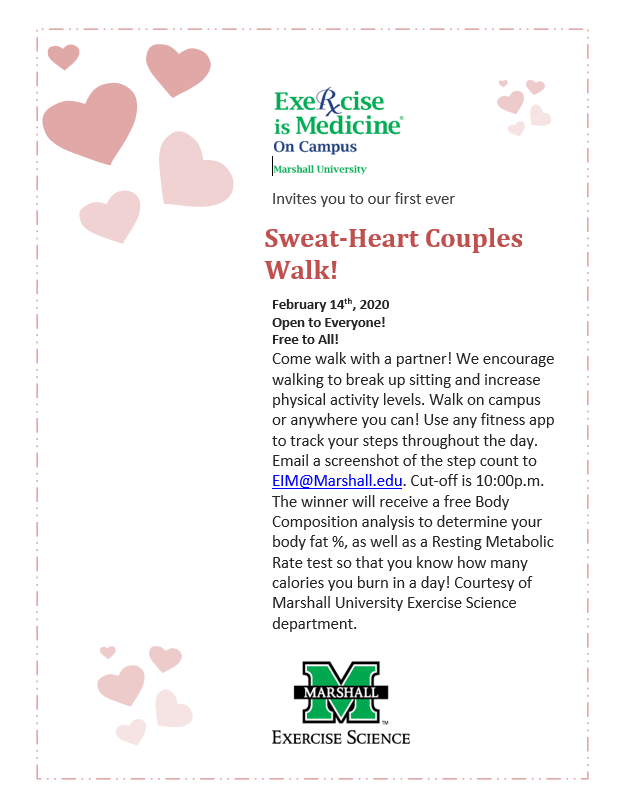 ExeRxcise
is Medicine®
On Campus
Marshall University
Invites you to our first ever
Sweat-Heart Couples
Walk!
February 14th, 2020
Open to Everyone!
Free to All!
Come walk with a partner! We encourage
walking to break up sitting and increase
physical activity levels. Walk on campus
or anywhere you can! Use any fitness app
to track your steps throughout the day.
Email a screenshot of the step count to
EIM@Marshall.edu. Cut-off is 10:00p.m.
The winner will receive a free Body
Composition analysis to determine your
body fat %, as well as a Resting Metabolic
Rate test so that you know how many
calories you burn in a day! Courtesy of
Marshall University Exercise Science
department.
M
MARSHALL
TM
EXERCISE SCIENCE